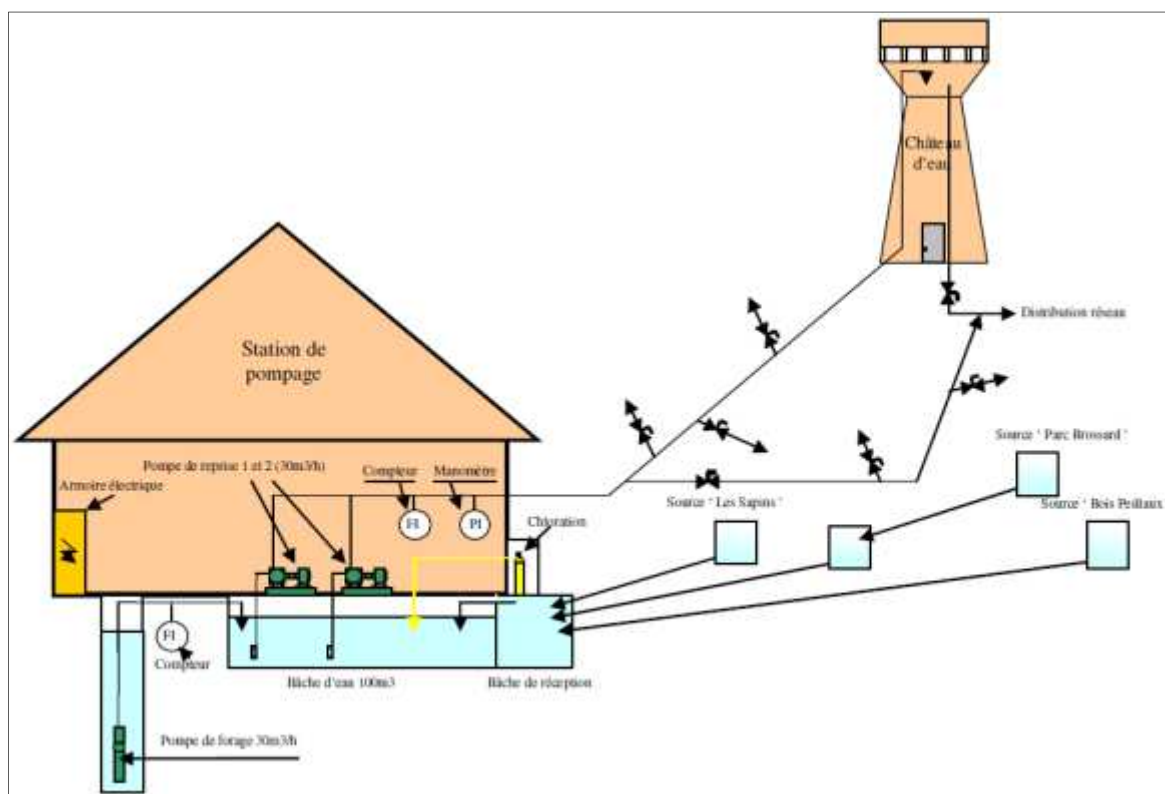 Château
d'eau
Distribution réseau
Station de
pompage
Source ' Parc Brossard '
Pompe de reprise 1 et 2 (30m3/h)
Compteur
Manomètre
Armoire électrique
Source ' Les Sapins '
Source ' Bois Peillaux
FI
PI
Chloration
FI
Compteur
Bâche d'eau 100m3
Bâche de réception
Pompe de forage 30m3/h